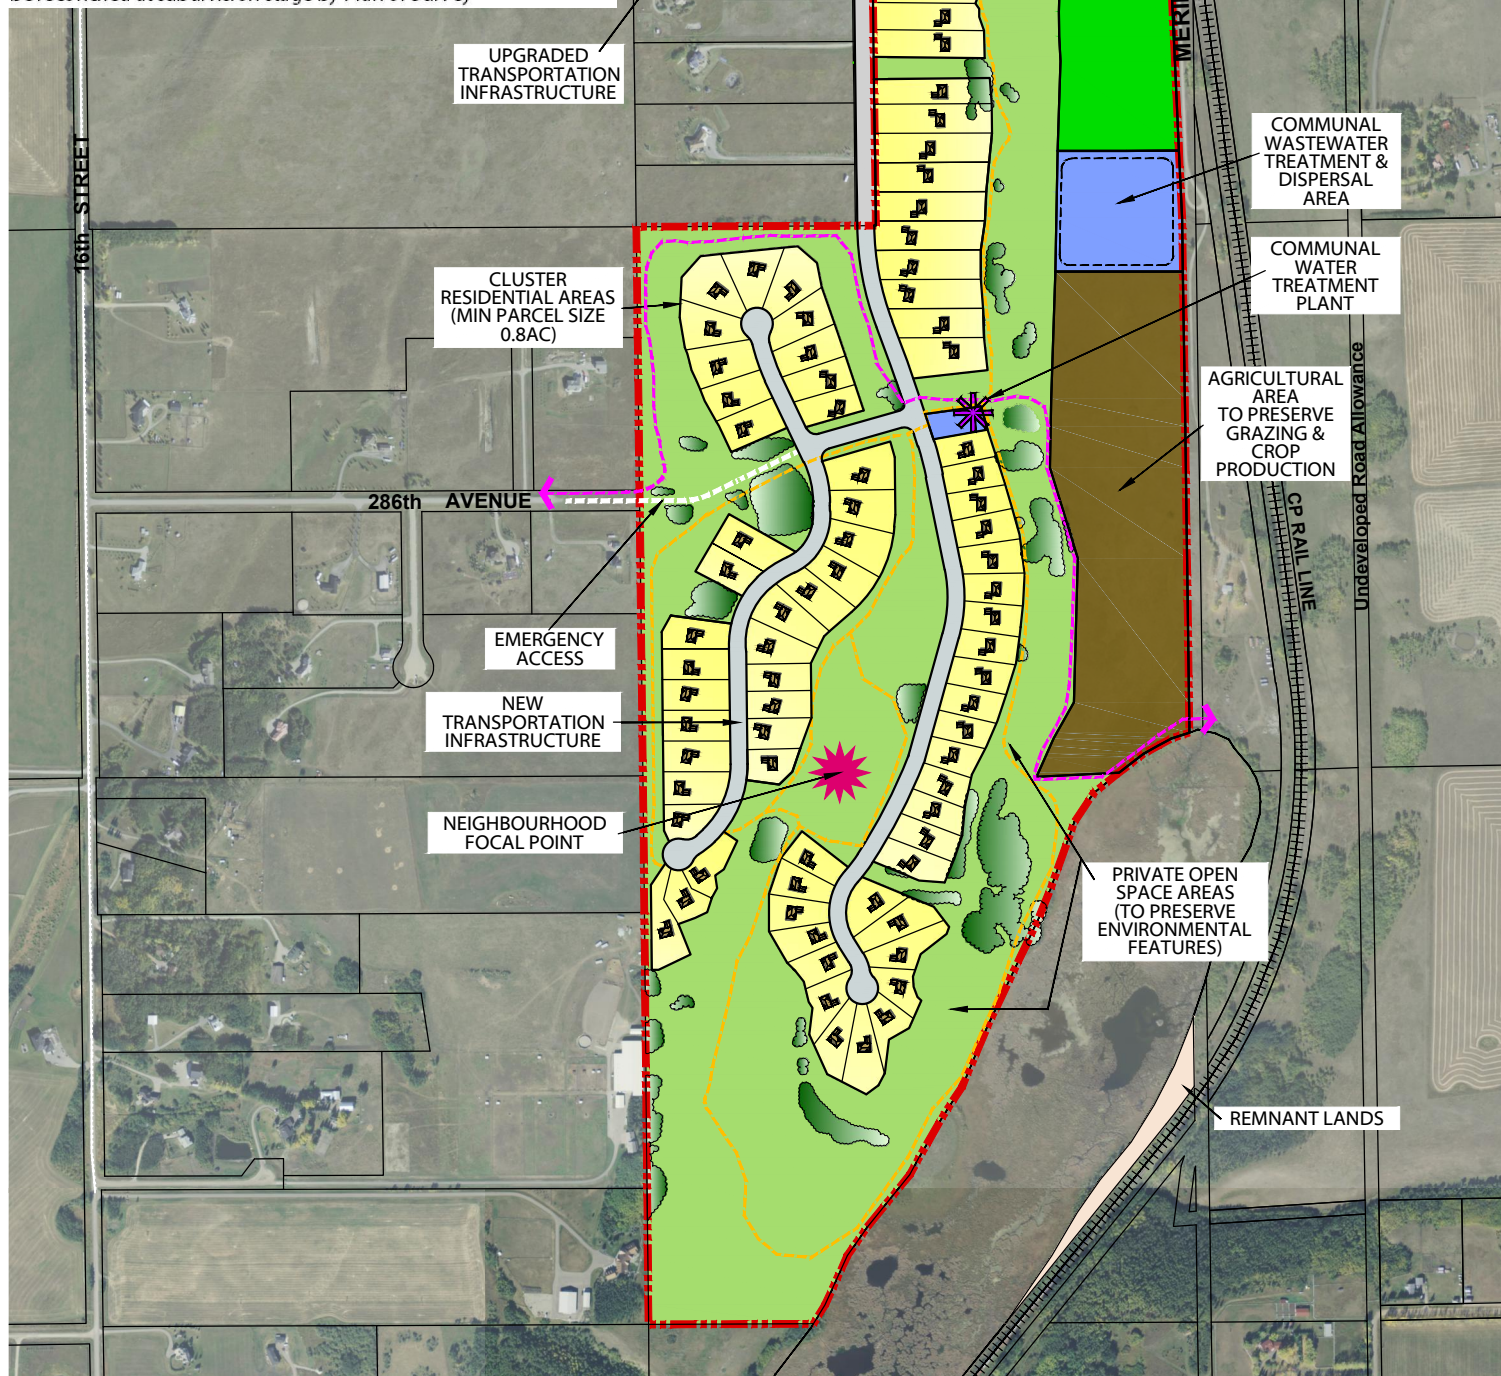 UPGRADED
TRANSPORTATION
INFRASTRUCTURE
16th STREET
COMMUNAL
WASTEWATER
TREATMENT &
DISPERSAL
AREA
COMMUNAL
WATER
TREATMENT
PLANT
CLUSTER
RESIDENTIAL AREAS
(MIN PARCEL SIZE
0.8AC)
AGRICULTURAL
AREA
TO PRESERVE
GRAZING &
CROP
PRODUCTION
Undeveloped Road Allowance
CP RAIL LINE
286th AVENUE
EMERGENCY
ACCESS
NEW
TRANSPORTATION
INFRASTRUCTURE
NEIGHBOURHOOD
FOCAL POINT
PRIVATE OPEN
SPACE AREAS
(TO PRESERVE
ENVIRONMENTAL
FEATURES)
REMNANT LANDS